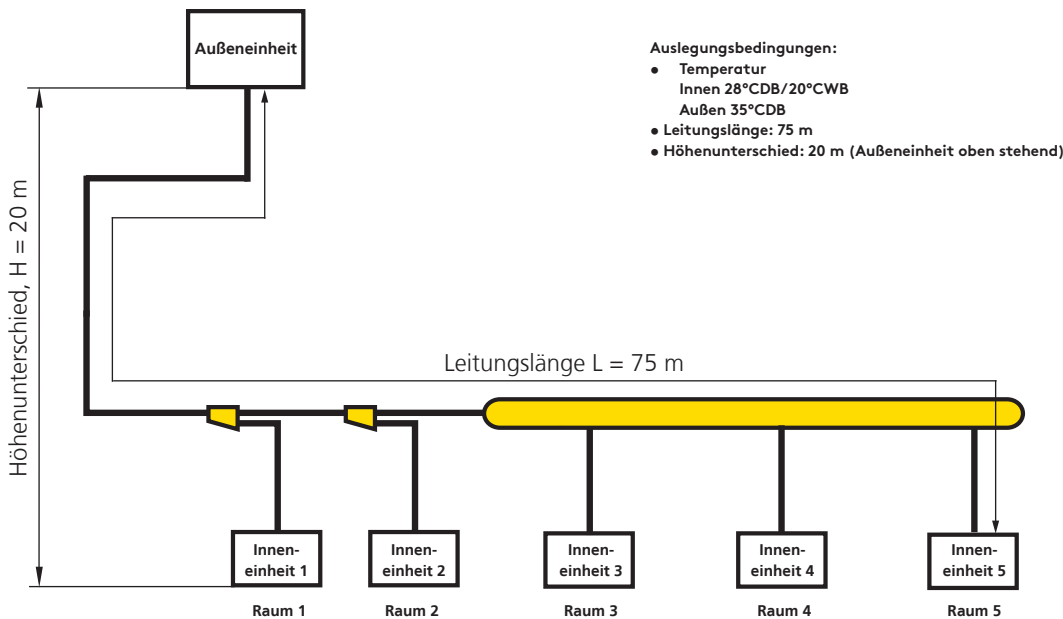 Außeneinheit
Auslegungsbedingungen:
● Temperatur
Innen 28°CDB/20°CWB
Außen 35°CDB
● Leitungslänge: 75 m
● Höhenunterschied: 20 m (Außeneinheit oben stehend)
Höhenunterschied, H = 20 m
Leitungslänge L = 75 m
Innen-
einheit 1
Innen-
einheit 2
Innen-
einheit 3
Innen-
einheit 4
Innen-
einheit 5
Raum 1
Raum 2
Raum 3
Raum 4
Raum 5